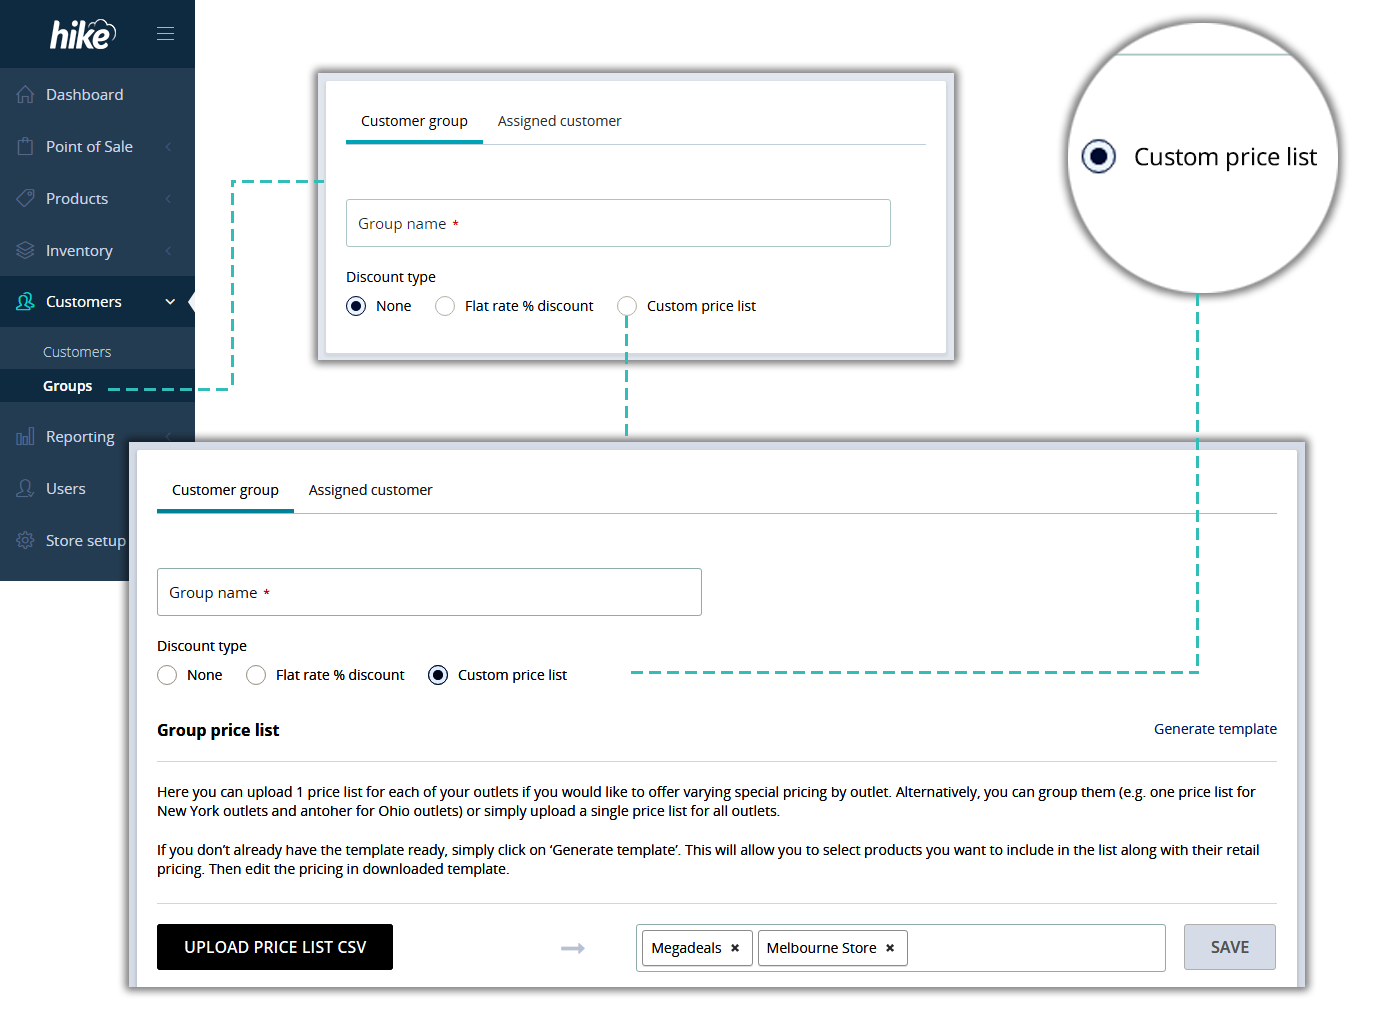 hike
Dashboard
Point of Sale
Products
Inventory
Customers
Customers
Groups
Reporting
Users
Store setup
Customer group
Assigned customer
Group name *
Discount type
None
Flat rate % discount
Custom price list
Custom price list
Customer group
Assigned customer
Group name *
Discount type
None
Flat rate % discount
Custom price list
Group price list
Generate template
Here you can upload 1 price list for each of your outlets if you would like to offer varying special pricing by outlet. Alternatively, you can group them (e.g. one price list for
New York outlets and antoher for Ohio outlets) or simply upload a single price list for all outlets.
If you don’t already have the template ready, simply click on ‘Generate template’. This will allow you to select products you want to include in the list along with their retail
pricing. Then edit the pricing in downloaded template.
UPLOAD PRICE LIST CSV
Megadeals ×
Melbourne Store ×
SAVE